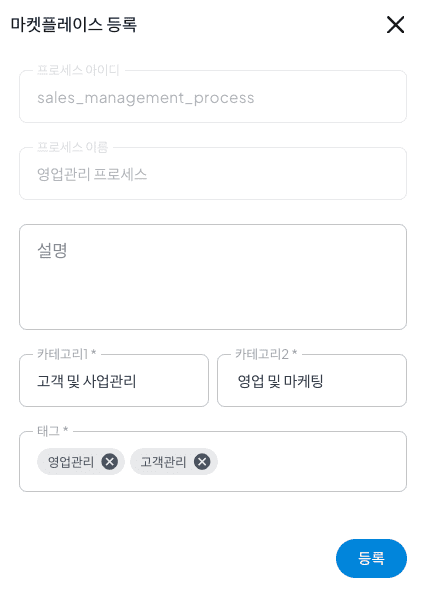 마켓플레이스 등록
프로세스 아이디
sales_management_process
프로세스 이름
영업관리 프로세스
설명
카테고리1 * 카테고리2 *
고객 및 사업관리 영업 및 마케팅
태그 *
영업관리 고객관리
등록